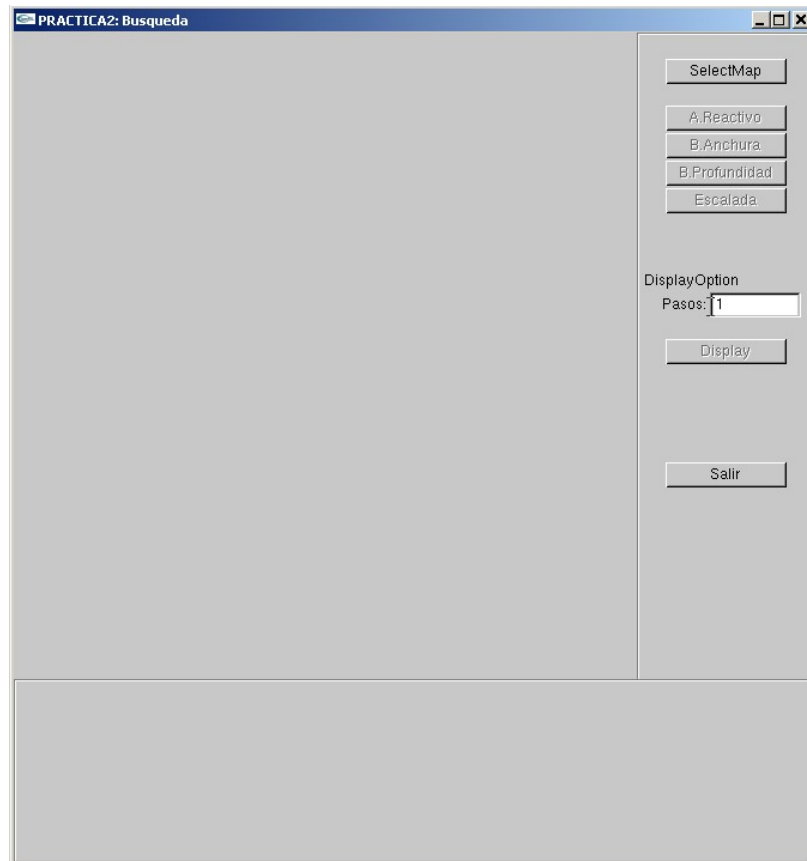 PRACTICA2: Busqueda
SelectMap
A.Reactivo
B.Anchura
B.Profundidad
Escalada
DisplayOption
Pasos: 1
Display
Salir